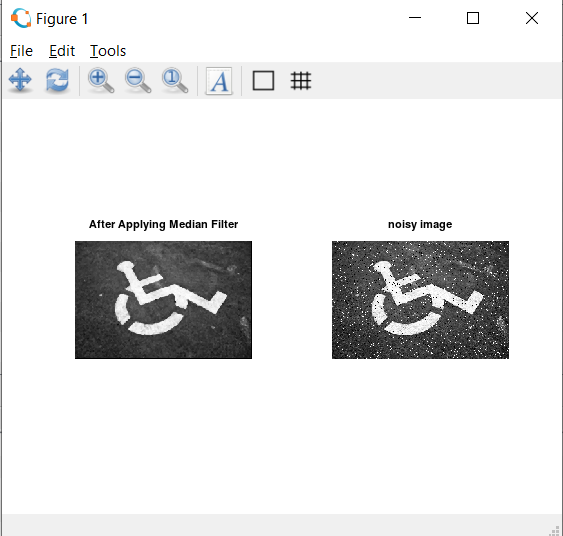 Figure 1
File Edit Tools
A
After Applying Median Filter
noisy image